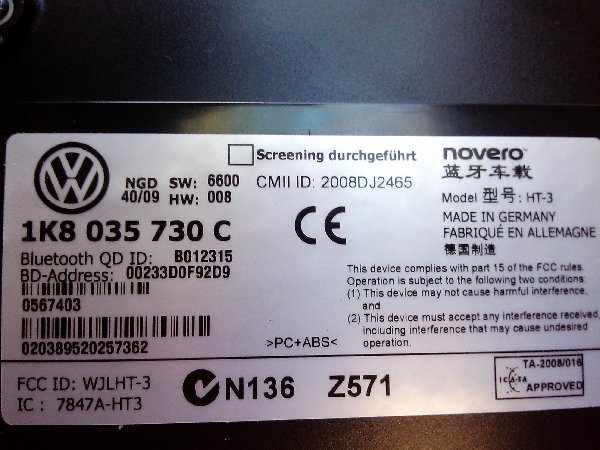 Screening durchgeführt
novero
蓝牙车载
NGD SW: 6600
40/09 HW: 008
CMII ID: 2008DJ2465
Model 型号: HT-3
1K8 035 730 C
CE
MADE IN GERMANY
FABRIQUÉ EN ALLEMAGNE
德国制造
Bluetooth QD ID: B012315
BD-Address: 00233D0F92D9
0567403
020389520257362
This device complies with part 15 of the FCC rules.
Operation is subject to the following two conditions:
(1) This device may not cause harmful interference,
and
(2) This device must accept any interference received,
including interference that may cause undesired
operation.
>PC+ABS<
FCC ID: WJLHT-3
IC : 7847A-HT3
N136 Z571
TA-2008/016
ICASA
APPROVED